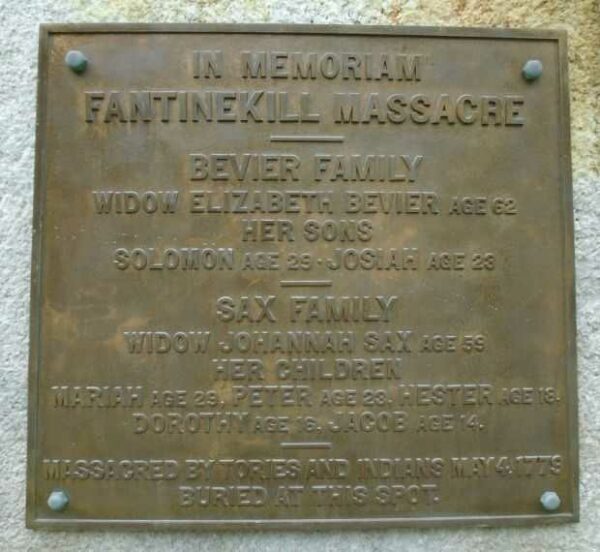 IN MEMORIAM
FANTINEKILL MASSACRE
BEVIER FAMILY
WIDOW ELIZABETH BEVIER AGE 62
HER SONS
SOLOMON AGE 29 · JOSIAH AGE 23
SAX FAMILY
WIDOW JOHANNAH SAX AGE 59
HER CHILDREN
MARIAH AGE 29. PETER AGE 23. HESTER AGE 18.
DOROTHY AGE 16. JACOB AGE 14.
MASSACRED BY TORIES AND INDIANS MAY 4, 1779
BURIED AT THIS SPOT.